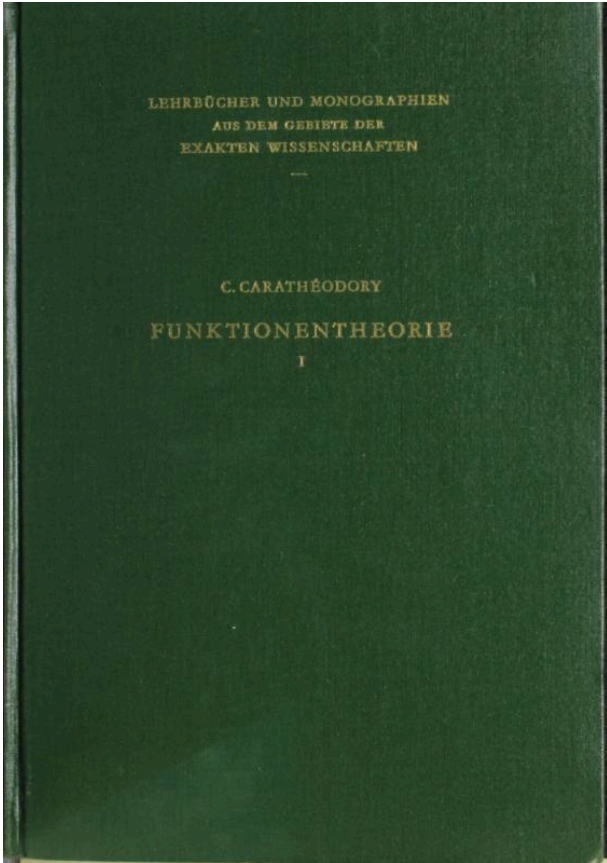 LEHRBÜCHER UND MONOGRAPHIEN
AUS DEM GEBIETE DER
EXAKTEN WISSENSCHAFTEN
—
C. CARATHÉODORY
FUNKTIONENTHEORIE
I